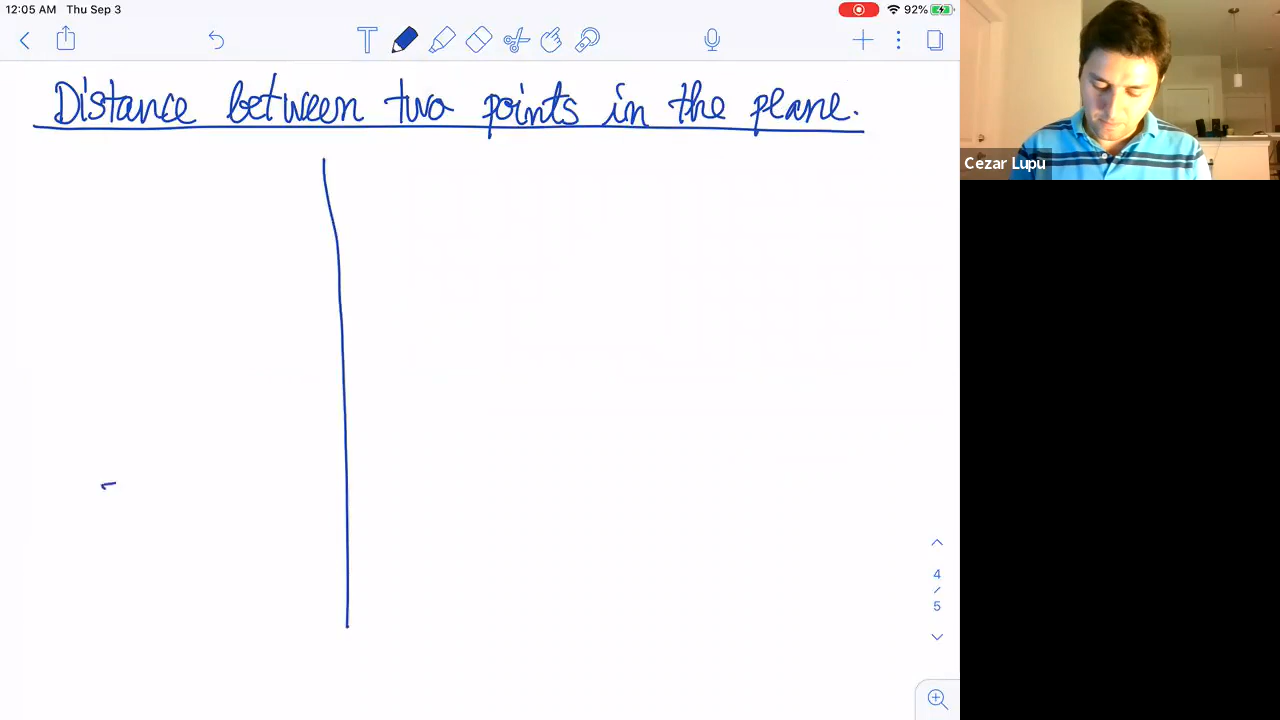 12:05 AM Thu Sep 3
92%
T
Distance between two points in the plane.
Cezar Lupu
4
/
5